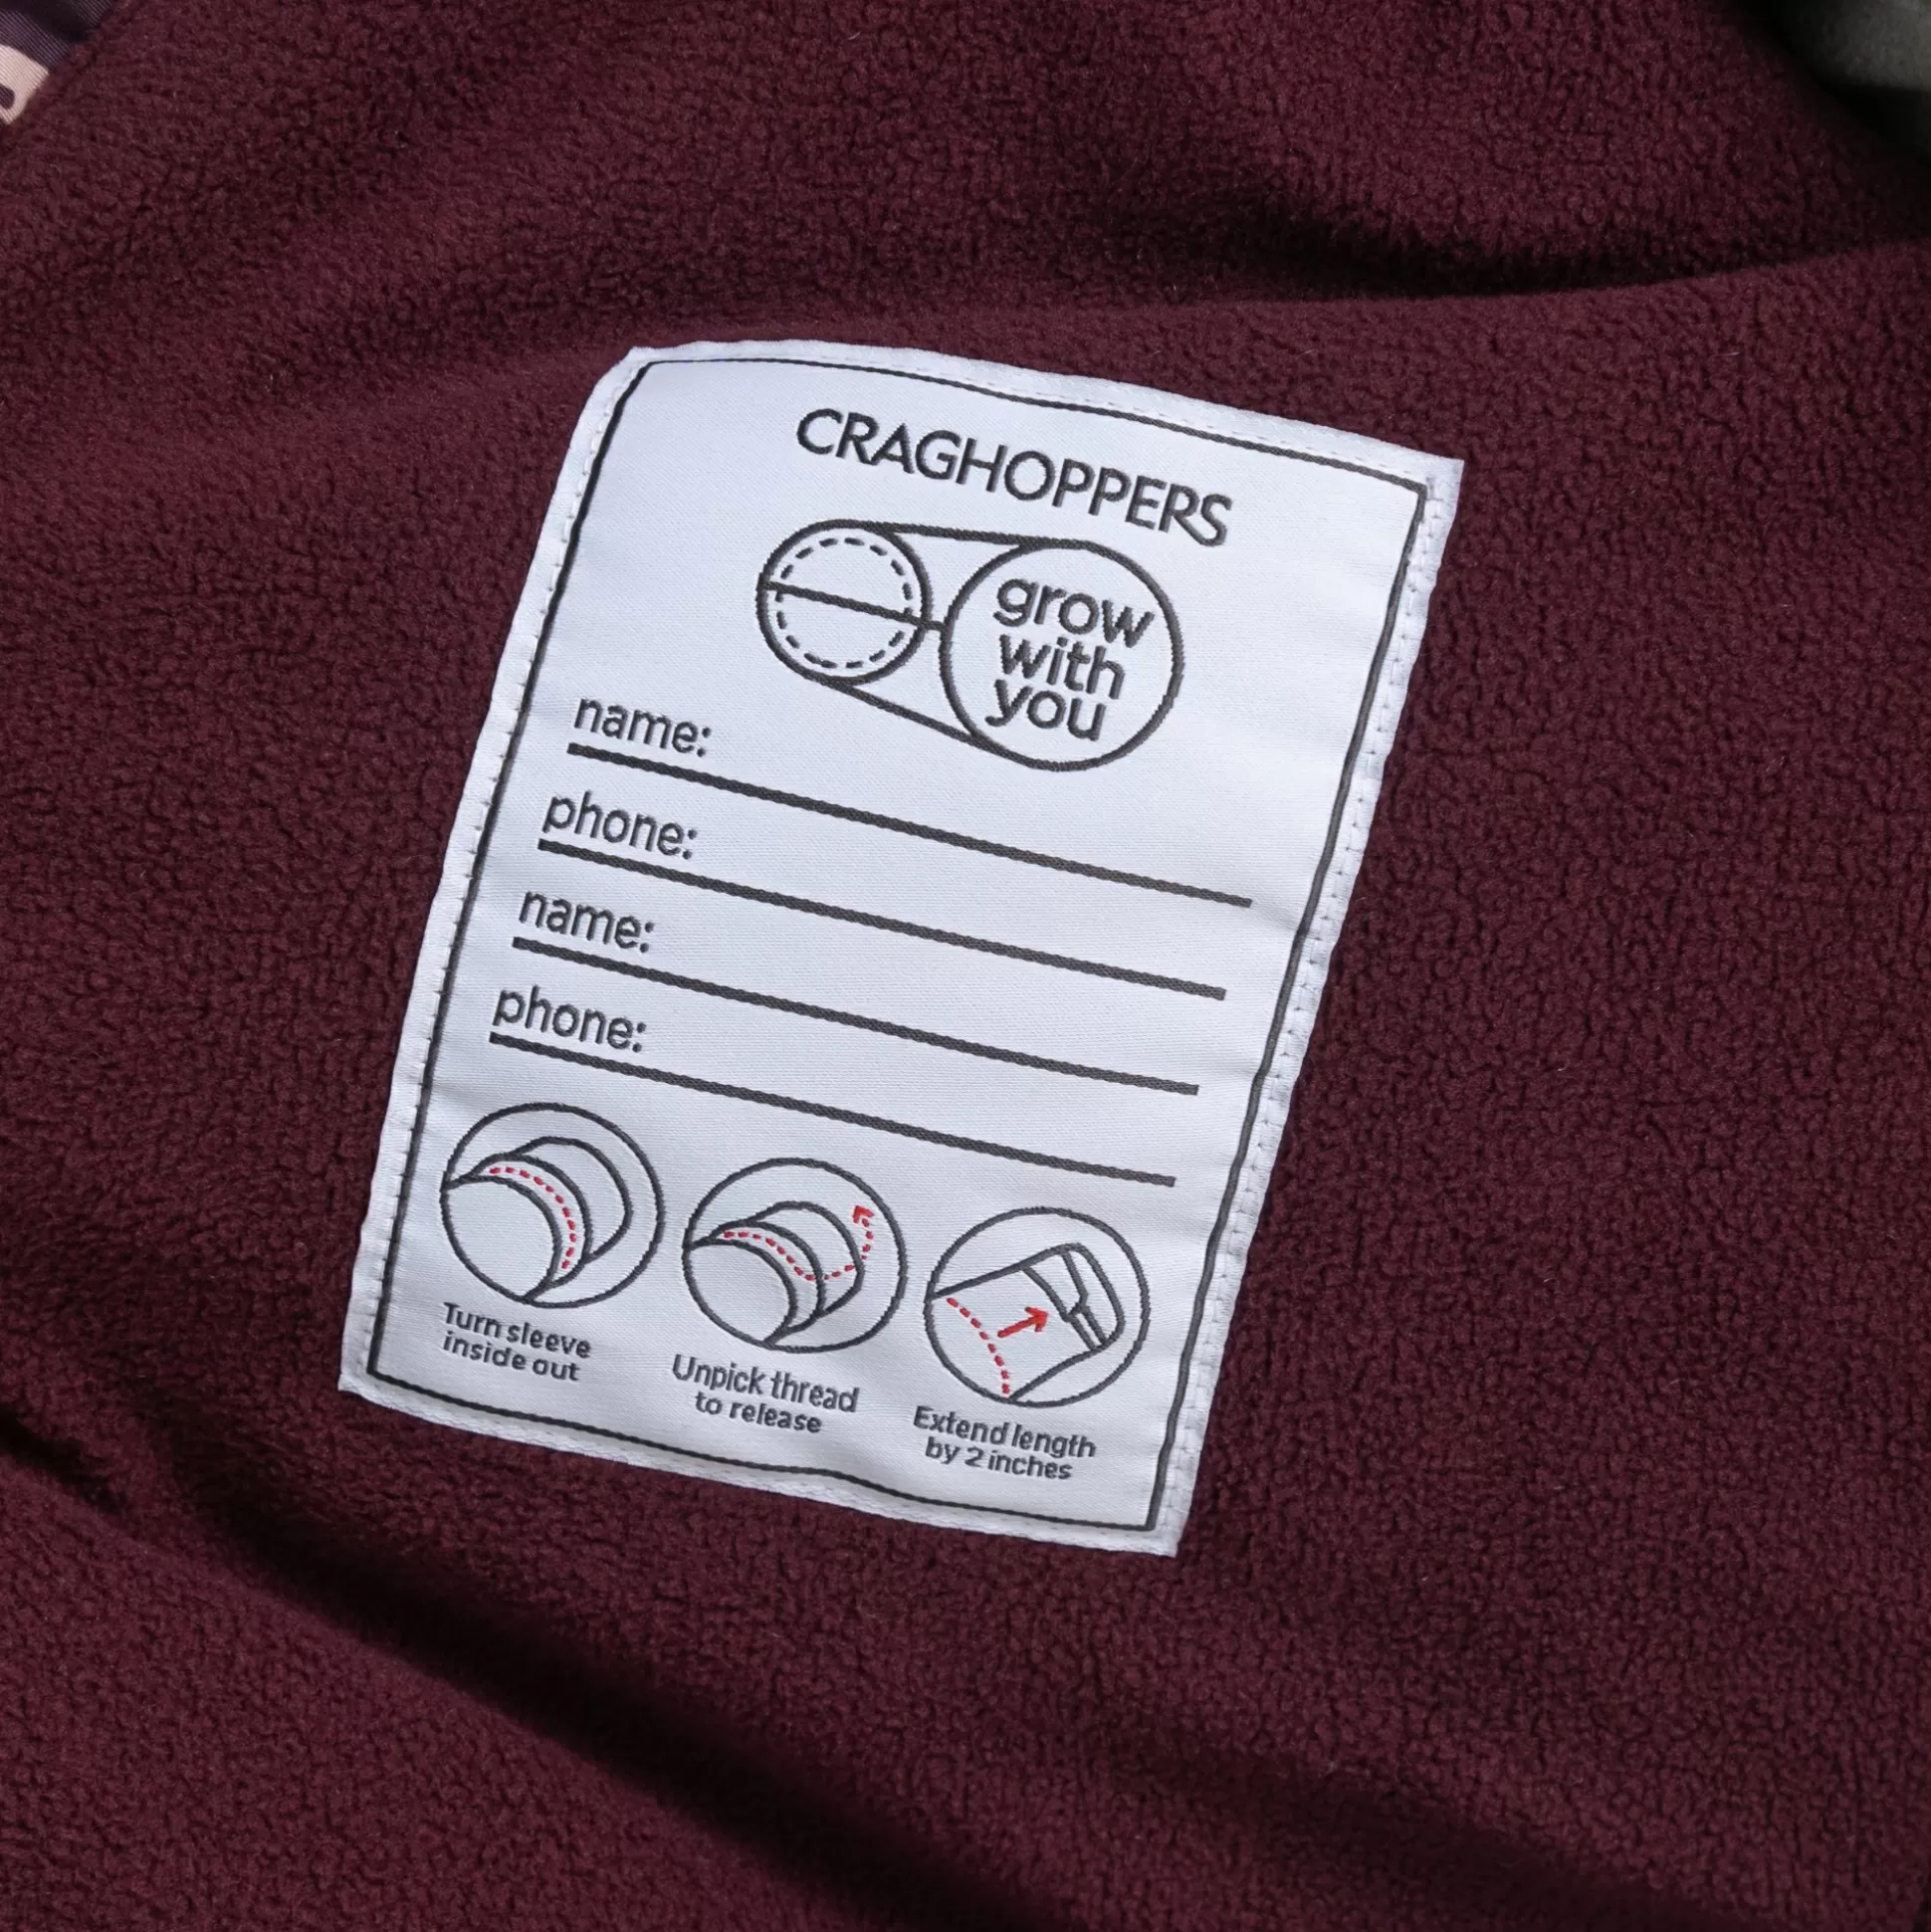 CRAGHOPPERS
grow
with
you
name:
phone:
name:
phone:
Turn sleeve
inside out
Unpick thread
to release
Extend length
by 2 inches